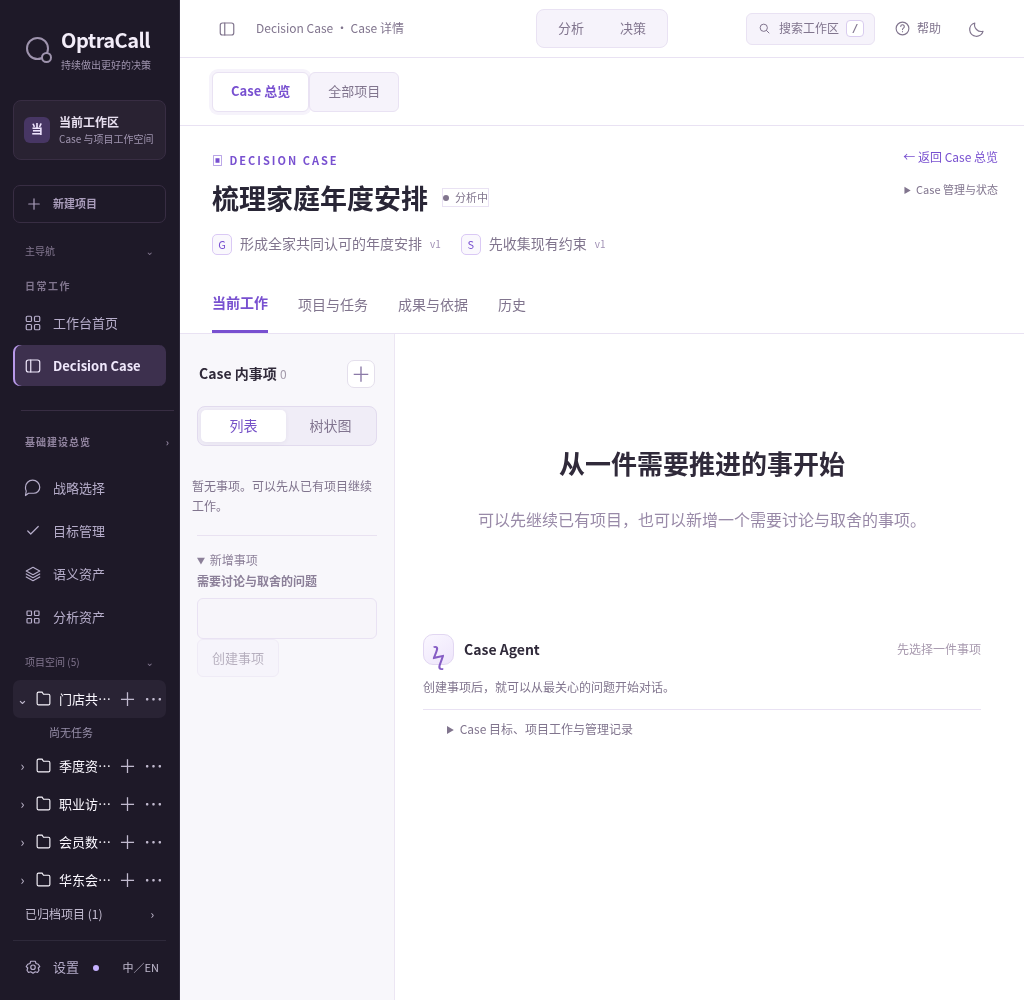 OptraCall
持续做出更好的决策
当
当前工作区
Case 与项目工作空间
新建项目
主导航
日常工作
工作台首页
Decision Case
基础建设总览
战略选择
目标管理
语义资产
分析资产
项目空间 (5)
门店共…
尚无任务
季度资…
职业访…
会员数…
华东会…
已归档项目 (1)
设置
中／EN
Decision Case · Case 详情
分析
决策
搜索工作区 /
帮助
Case 总览
全部项目
DECISION CASE
梳理家庭年度安排
分析中
← 返回 Case 总览
Case 管理与状态
G 形成全家共同认可的年度安排 v1
S 先收集现有约束 v1
当前工作
项目与任务
成果与依据
历史
Case 内事项 0
列表
树状图
暂无事项。可以先从已有项目继续
工作。
新增事项
需要讨论与取舍的问题
创建事项
从一件需要推进的事开始
可以先继续已有项目，也可以新增一个需要讨论与取舍的事项。
Case Agent
先选择一件事项
创建事项后，就可以从最关心的问题开始对话。
Case 目标、项目工作与管理记录